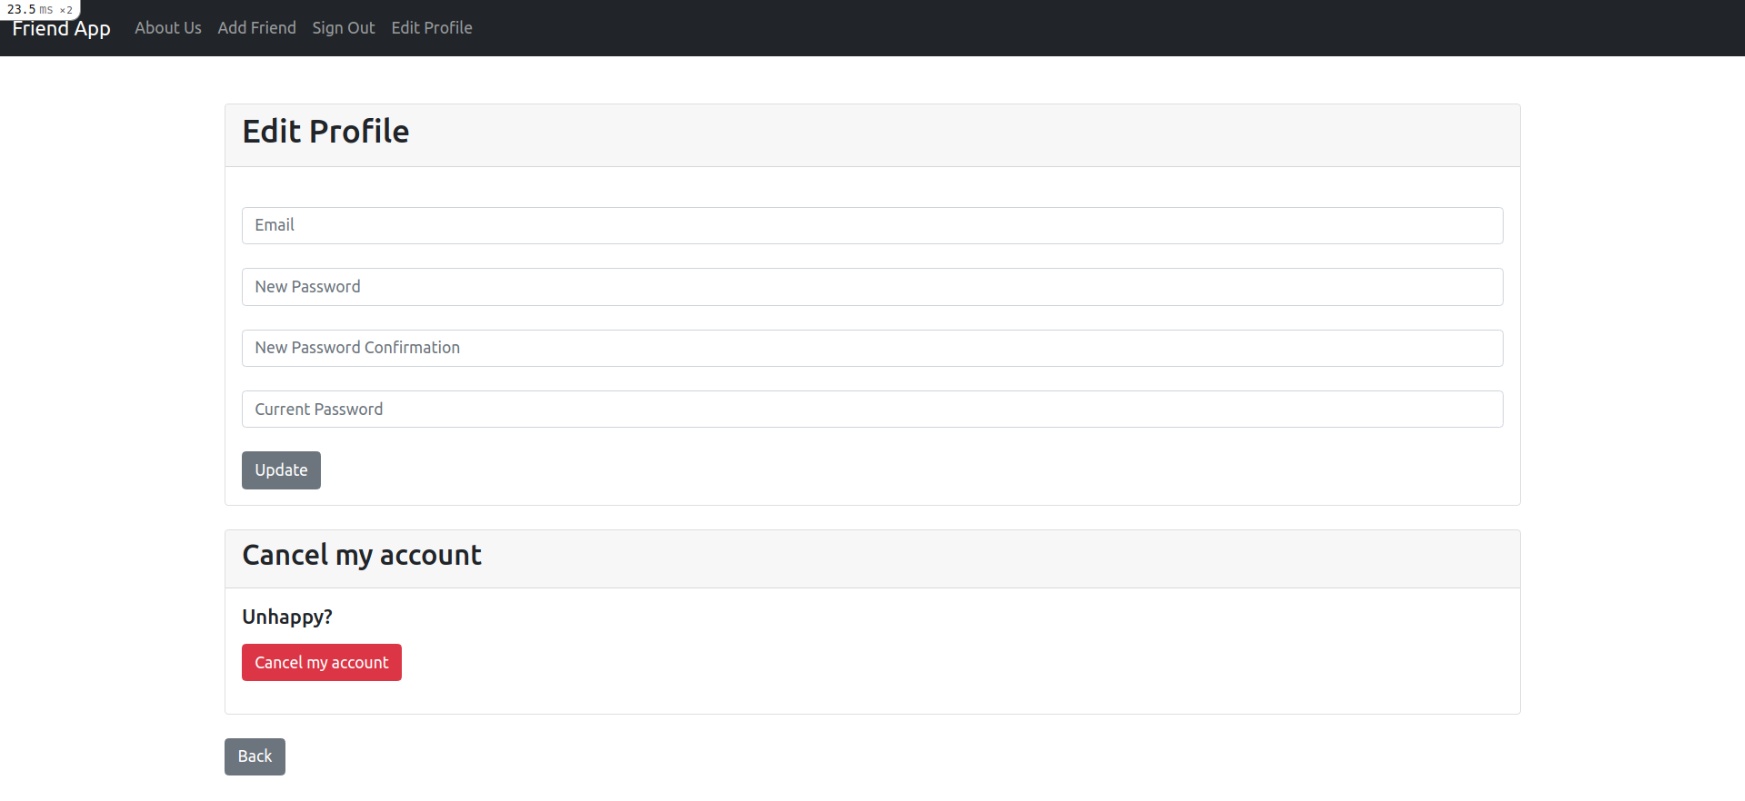 23.5 ms ×2
Friend App About Us Add Friend Sign Out Edit Profile
Edit Profile
Email
New Password
New Password Confirmation
Current Password
Update
Cancel my account
Unhappy?
Cancel my account
Back